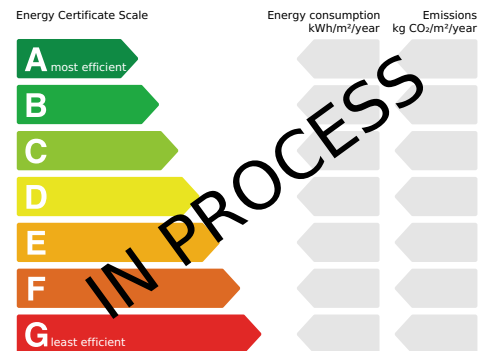 Energy Certificate Scale
Energy consumption
kWh/m²/year
Emissions
kg CO₂/m²/year
A most efficient
B
C
D
E
F
G least efficient
IN PROCESS